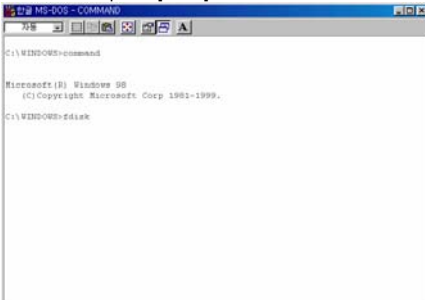 한글 MS-DOS - COMMAND
자동
A
C:\WINDOWS>command
Microsoft(R) Windows 98
(C)Copyright Microsoft Corp 1981-1999.
C:\WINDOWS>fdisk